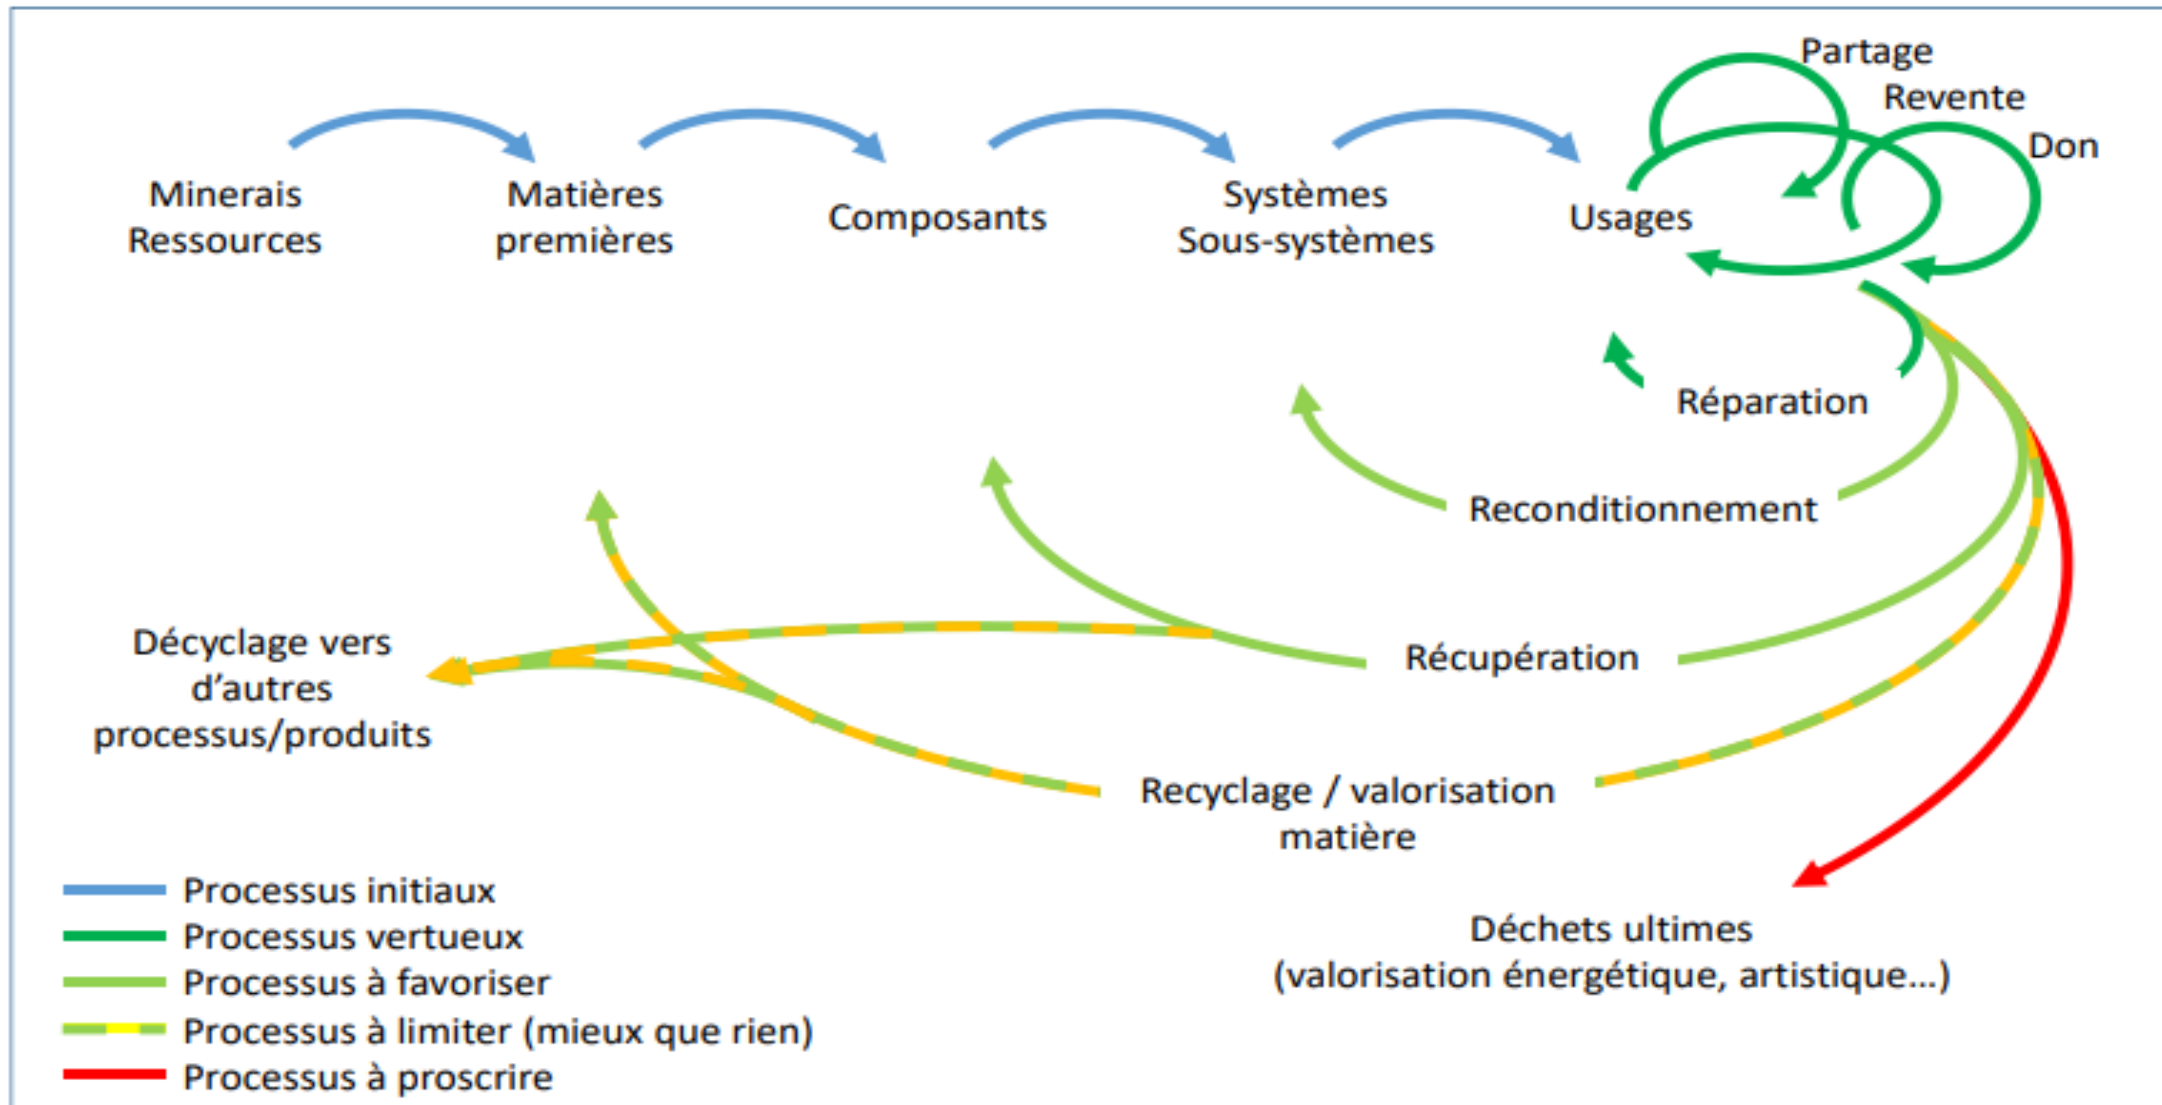 Partage
Revente
Don
Minerais
Ressources
Matières
premières
Composants
Systèmes
Sous-systèmes
Usages
Réparation
Reconditionnement
Récupération
Décyclage vers
d’autres
processus/produits
Recyclage / valorisation
matière
Déchets ultimes
(valorisation énergétique, artistique…)
Processus initiaux
Processus vertueux
Processus à favoriser
Processus à limiter (mieux que rien)
Processus à proscrire